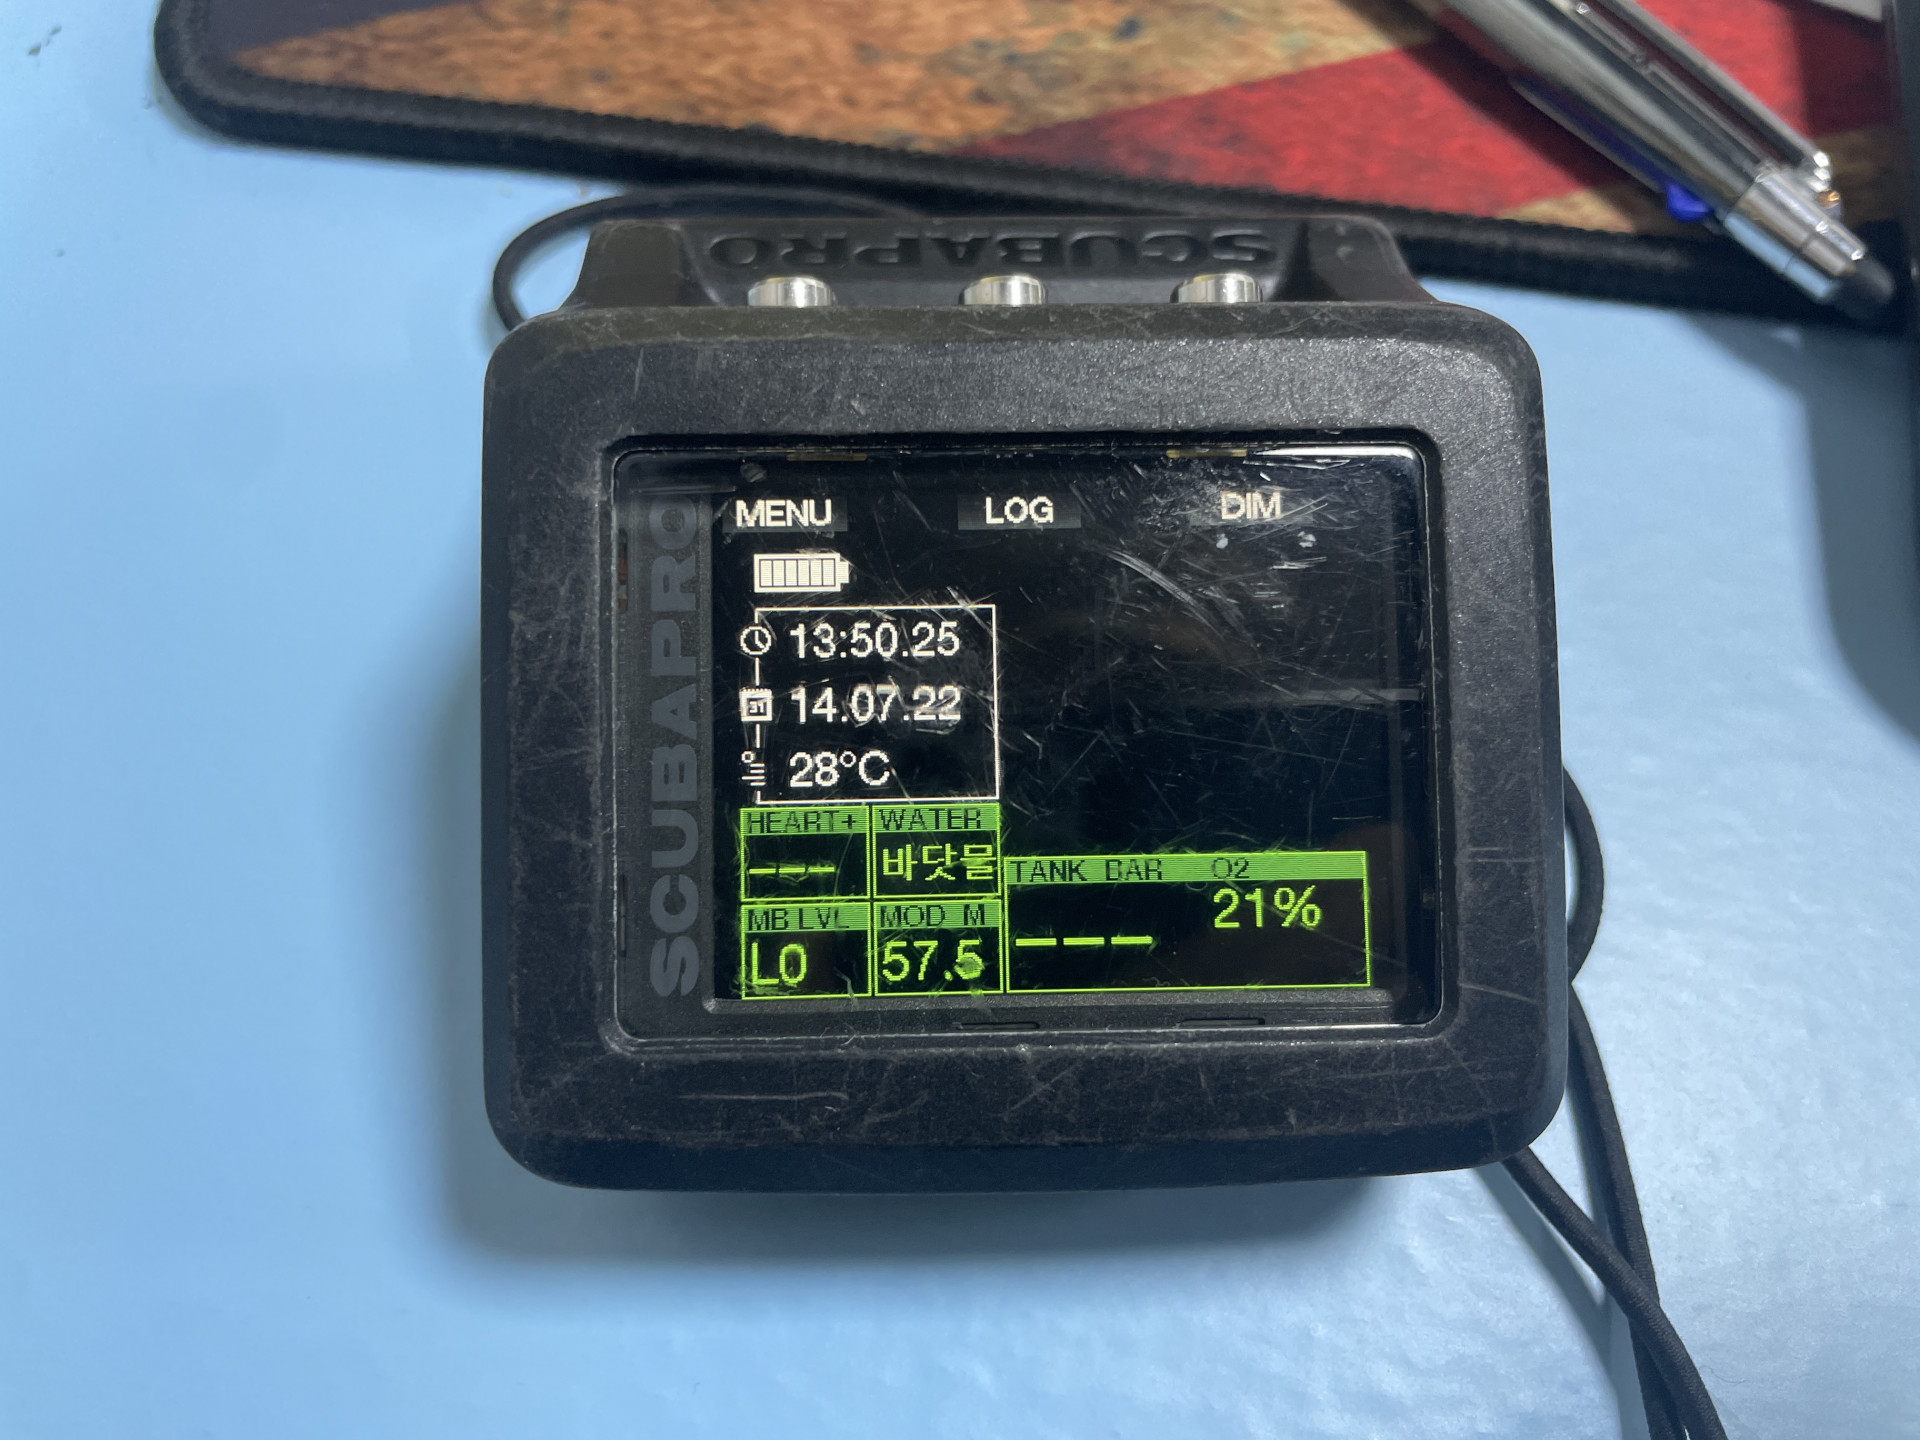 SCUBAPRO
SCUBAPRO
MENU LOG DIM
13:50.25
31 14.07.22
28°C
HEART+ WATER
--- 바닷물
TANK BAR O2
21%
---
MB LVL MOD M
L0 57.5